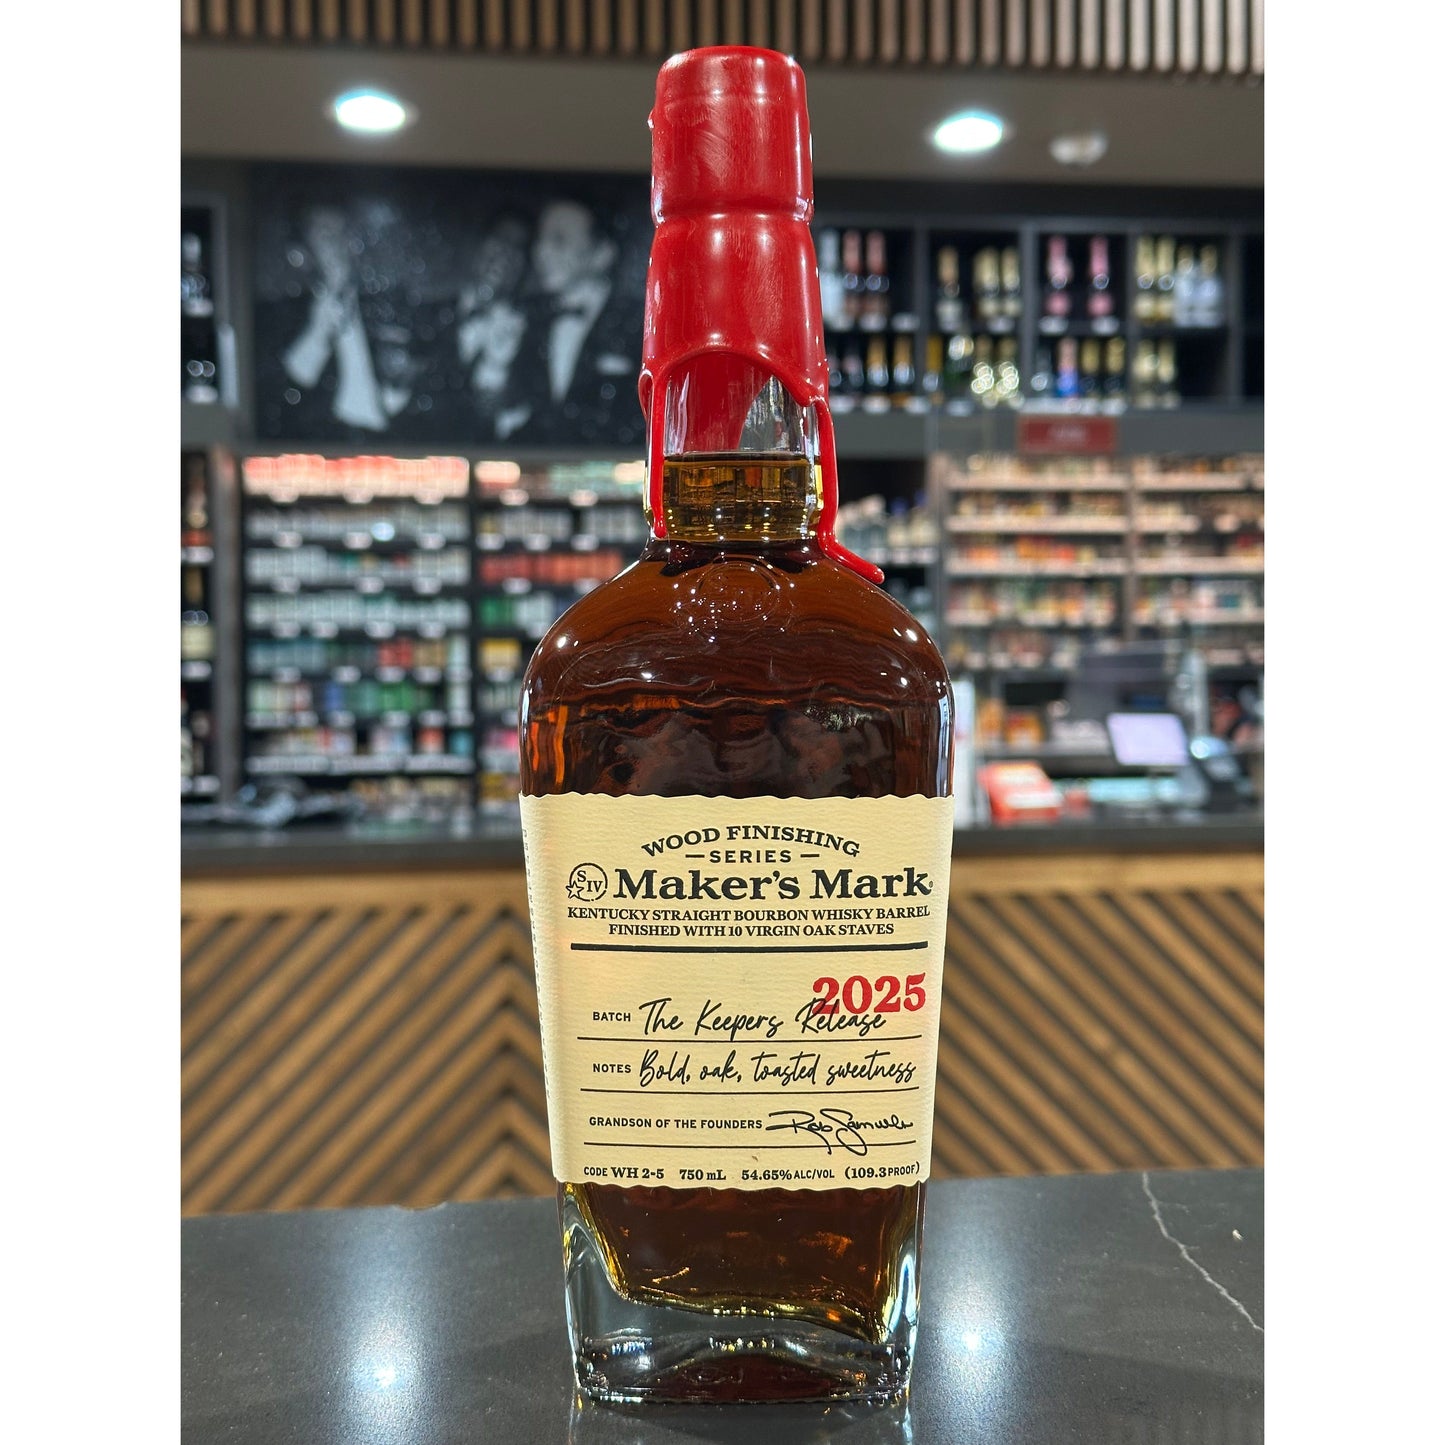 WOOD FINISHING
SERIES
S IV Maker's Mark®
KENTUCKY STRAIGHT BOURBON WHISKY BARREL
FINISHED WITH 10 VIRGIN OAK STAVES
2025
BATCH The Keepers Release
NOTES Bold, oak, toasted sweetness
GRANDSON OF THE FOUNDERS Rob Samuels
CODE WH 2-5 750 mL 54.65% ALC/VOL (109.3 PROOF)